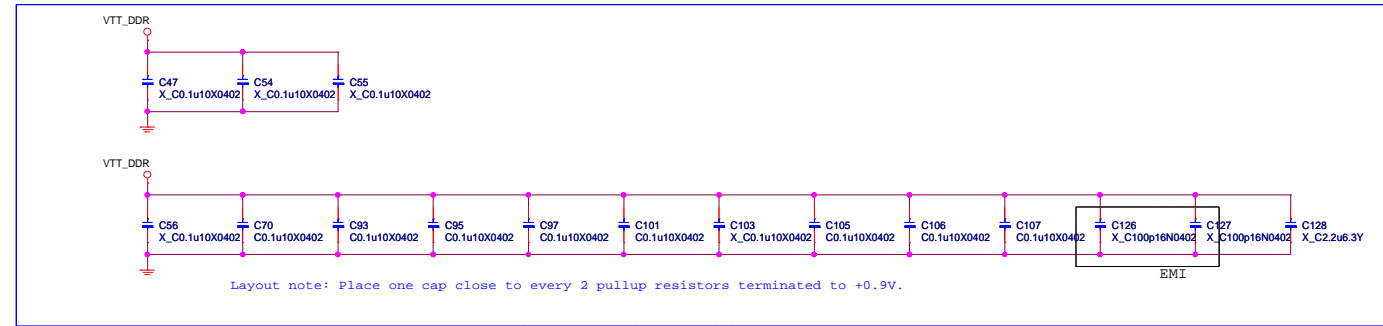 VTT_DDR
C47 C54 C55
X_C0.1u10X0402 X_C0.1u10X0402 X_C0.1u10X0402
VTT_DDR
C56 C70 C93 C95 C97 C101 C103 C105 C106 C107 C126 C127 C128
X_C0.1u10X0402 C0.1u10X0402 C0.1u10X0402 C0.1u10X0402 C0.1u10X0402 C0.1u10X0402 X_C0.1u10X0402 C0.1u10X0402 C0.1u10X0402 C0.1u10X0402 X_C100p16N0402 X_C100p16N0402 X_C2.2u6.3Y
EMI
Layout note: Place one cap close to every 2 pullup resistors terminated to +0.9V.